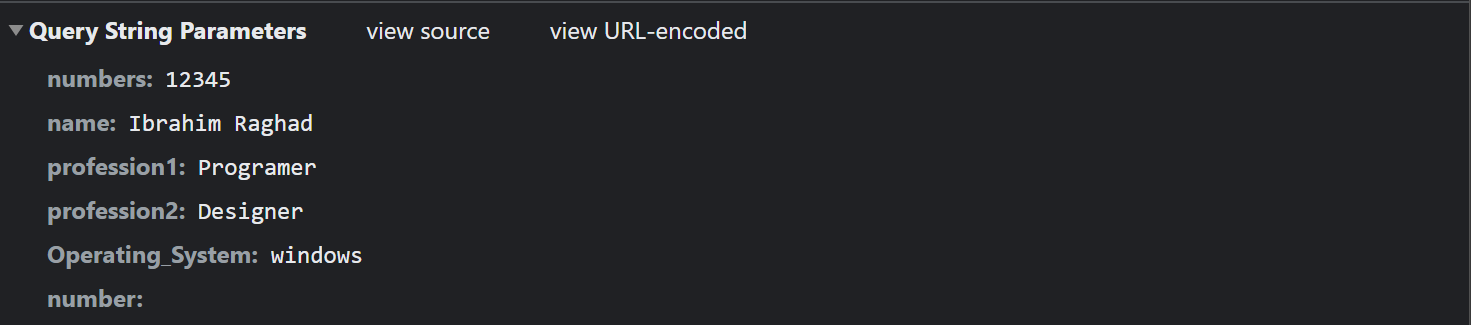 Query String Parameters view source view URL-encoded
numbers: 12345
name: Ibrahim Raghad
profession1: Programer
profession2: Designer
Operating_System: windows
number: